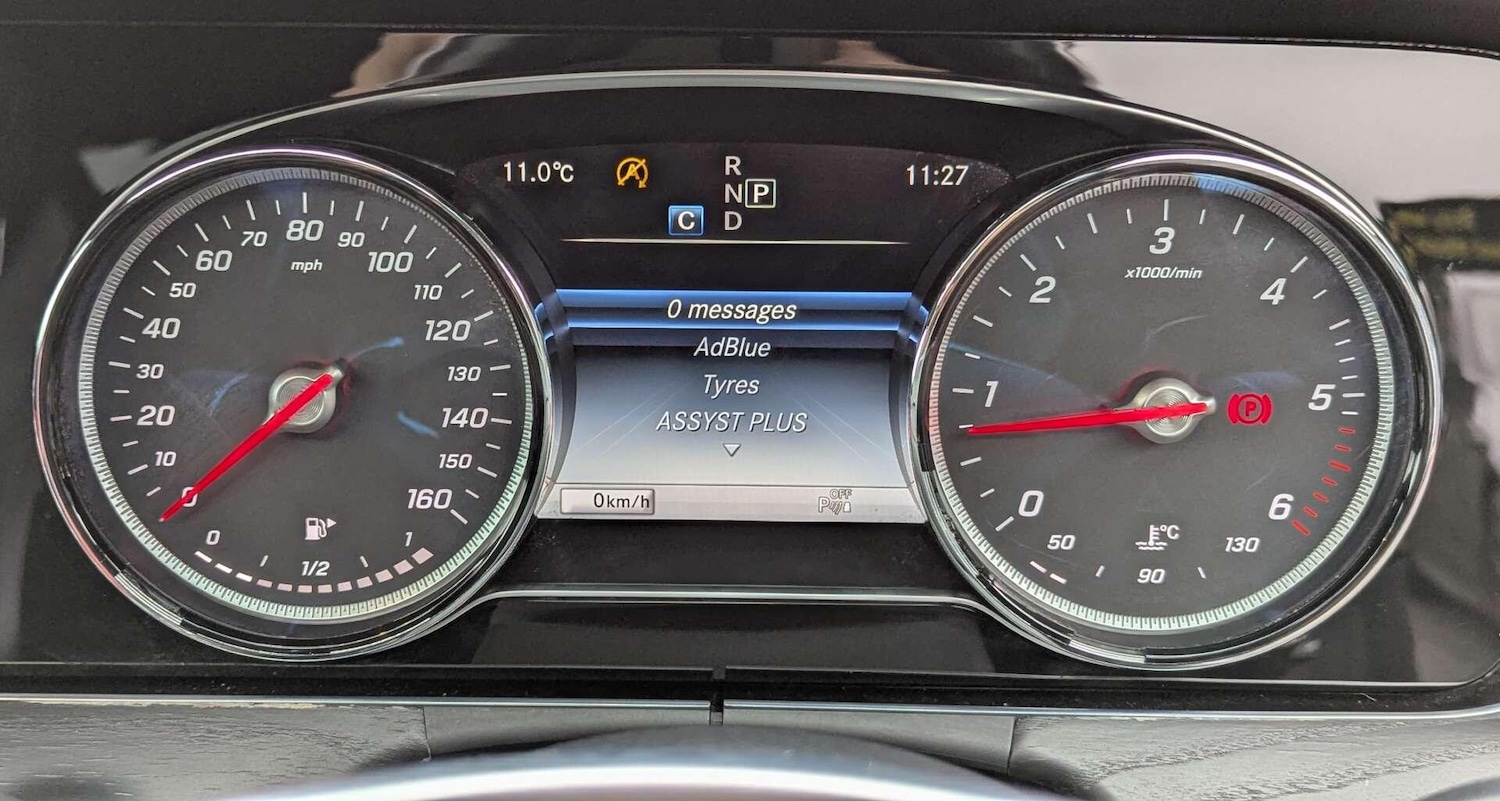 11.0°C
R
N P
C D
11:27
80
70 90
60 mph 100
50 110
40 120
30 130
20 140
10 150
0 160
0 1/2 1
0 messages
AdBlue
Tyres
ASSYST PLUS
0km/h
OFF
P
3
x1000/min
2 4
1 5
P
0 6
50 °C 130
90